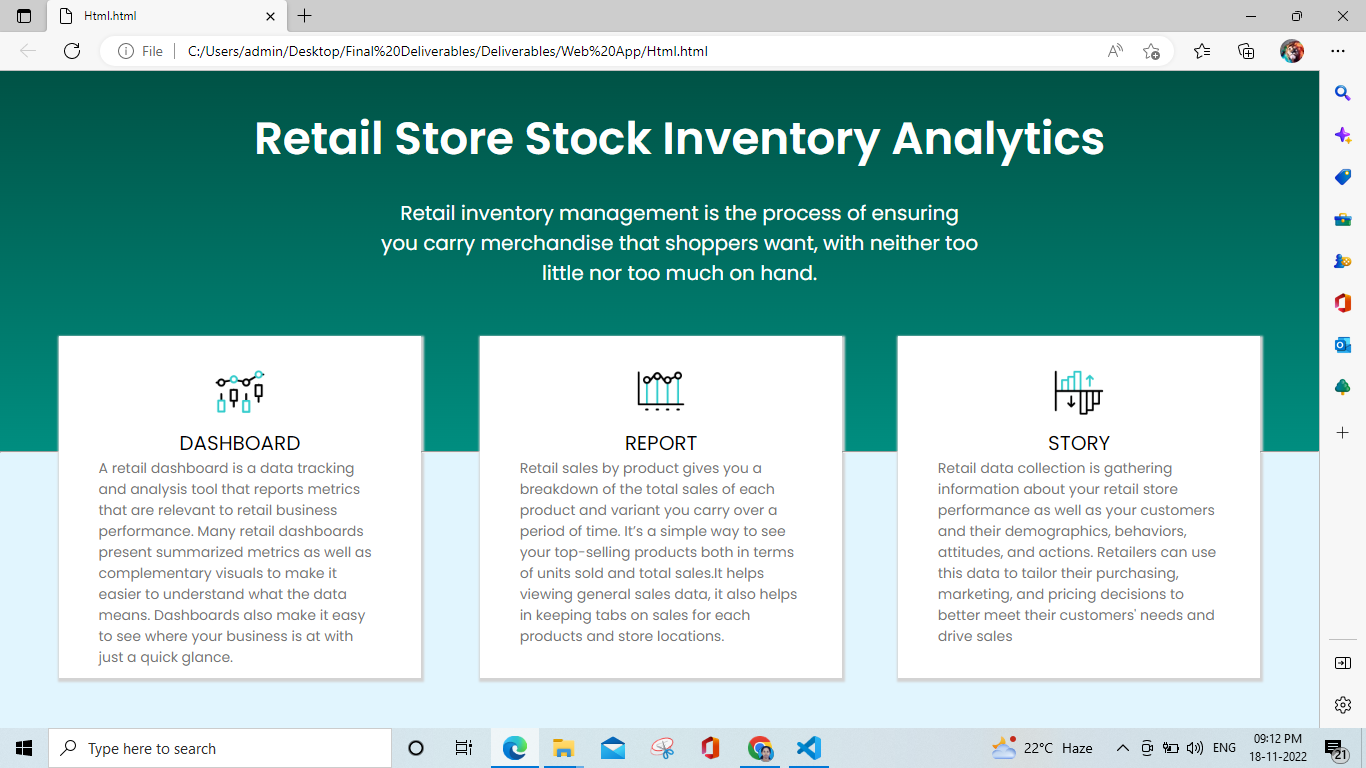 Html.html
File
C:/Users/admin/Desktop/Final%20Deliverables/Deliverables/Web%20App/Html.html
Retail Store Stock Inventory Analytics
Retail inventory management is the process of ensuring
you carry merchandise that shoppers want, with neither too
little nor too much on hand.
DASHBOARD
A retail dashboard is a data tracking
and analysis tool that reports metrics
that are relevant to retail business
performance. Many retail dashboards
present summarized metrics as well as
complementary visuals to make it
easier to understand what the data
means. Dashboards also make it easy
to see where your business is at with
just a quick glance.
REPORT
Retail sales by product gives you a
breakdown of the total sales of each
product and variant you carry over a
period of time. It’s a simple way to see
your top-selling products both in terms
of units sold and total sales.It helps
viewing general sales data, it also helps
in keeping tabs on sales for each
products and store locations.
STORY
Retail data collection is gathering
information about your retail store
performance as well as your customers
and their demographics, behaviors,
attitudes, and actions. Retailers can use
this data to tailor their purchasing,
marketing, and pricing decisions to
better meet their customers' needs and
drive sales
Type here to search
22°C Haze
ENG
09:12 PM
18-11-2022
21